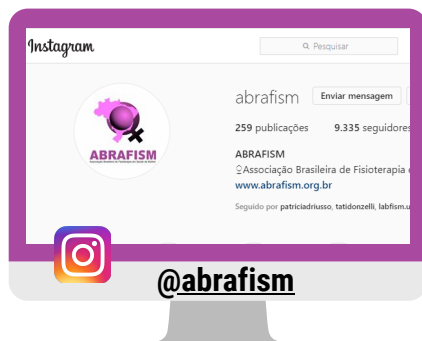 Instagram
Pesquisar
abrafism
Enviar mensagem
259 publicações 9.335 seguidores
ABRAFISM
ABRAFISM
Associação Brasileira de Fisioterapia
www.abrafism.org.br
Seguido por patriciadriusso, tatidonzelli, labfism.u
@abrafism